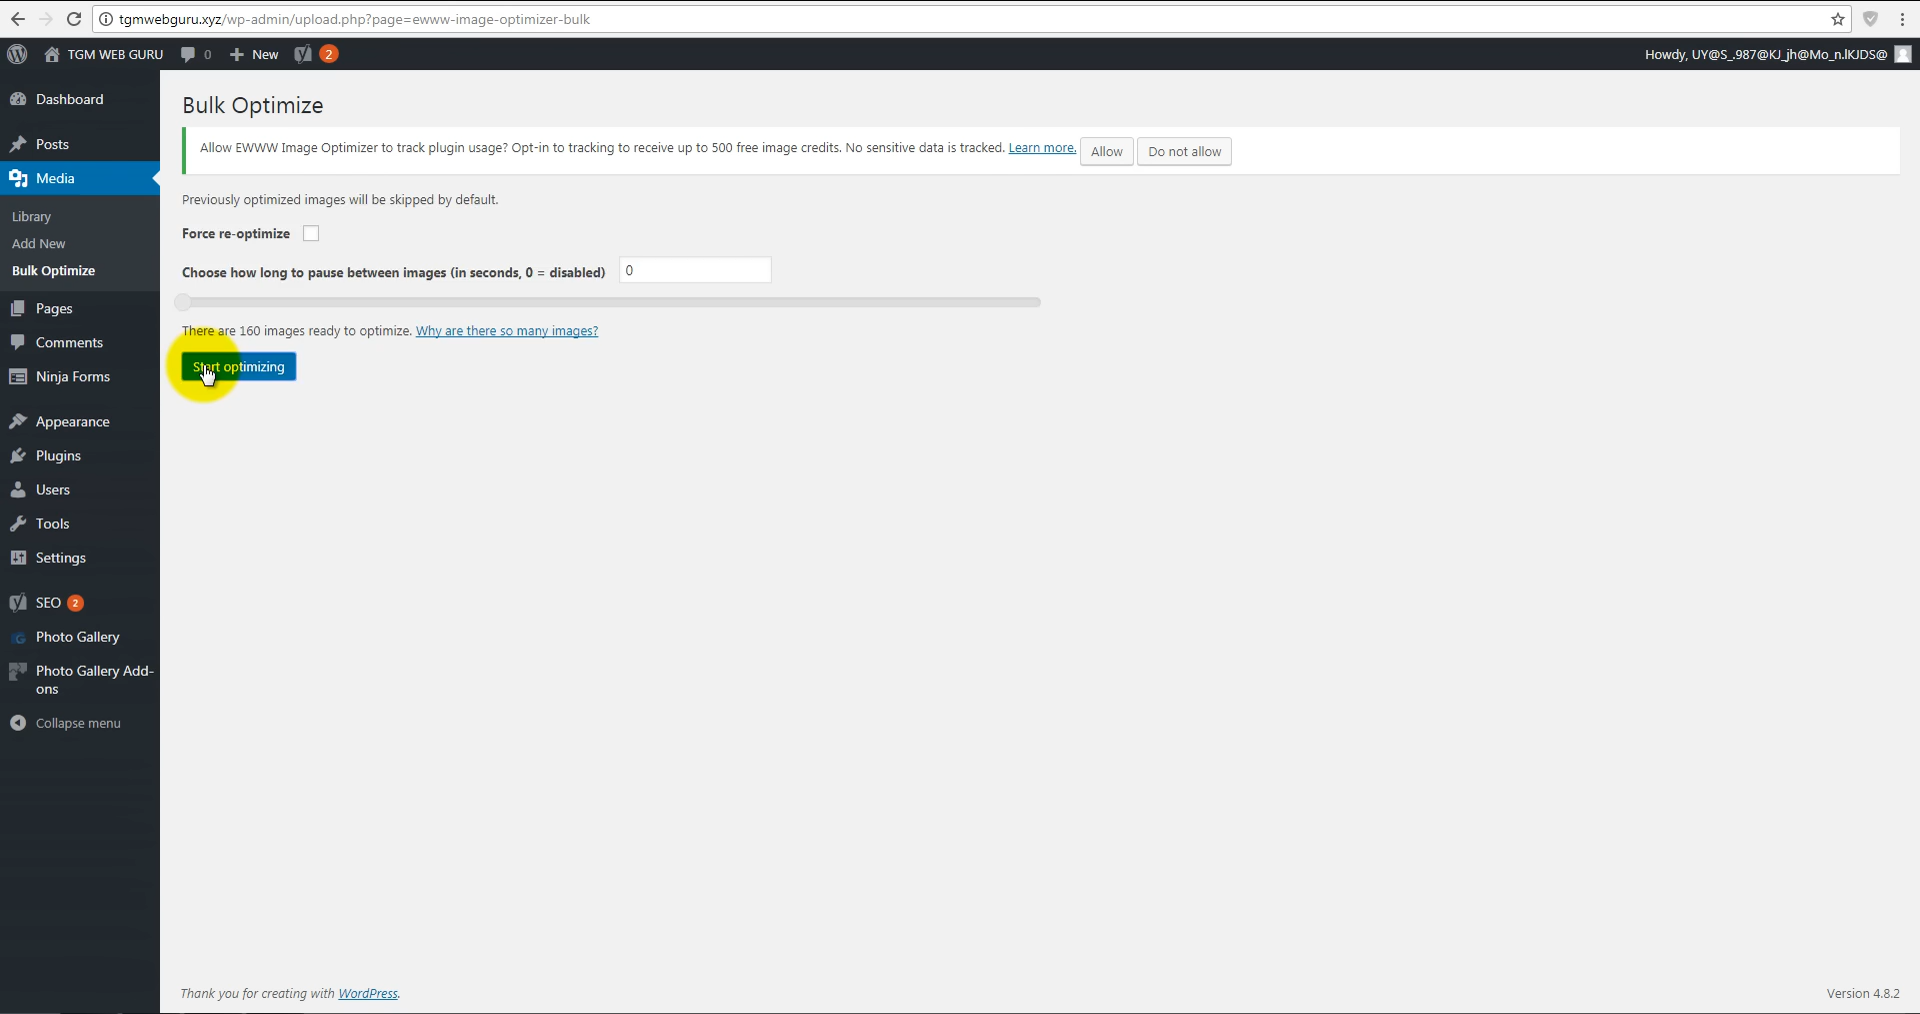 tgmwebguru.xyz/wp-admin/upload.php?page=ewww-image-optimizer-bulk
TGM WEB GURU 0 New 2
Howdy, UY@S_.987@KJ_jh@Mo_n.lKJDS@
Dashboard
Posts
Media
Library
Add New
Bulk Optimize
Pages
Comments
Ninja Forms
Appearance
Plugins
Users
Tools
Settings
SEO 2
Photo Gallery
Photo Gallery Add-
ons
Collapse menu
Bulk Optimize
Allow EWWW Image Optimizer to track plugin usage? Opt-in to tracking to receive up to 500 free image credits. No sensitive data is tracked. Learn more. Allow Do not allow
Previously optimized images will be skipped by default.
Force re-optimize
Choose how long to pause between images (in seconds, 0 = disabled) 0
There are 160 images ready to optimize. Why are there so many images?
Start optimizing
Thank you for creating with WordPress.
Version 4.8.2